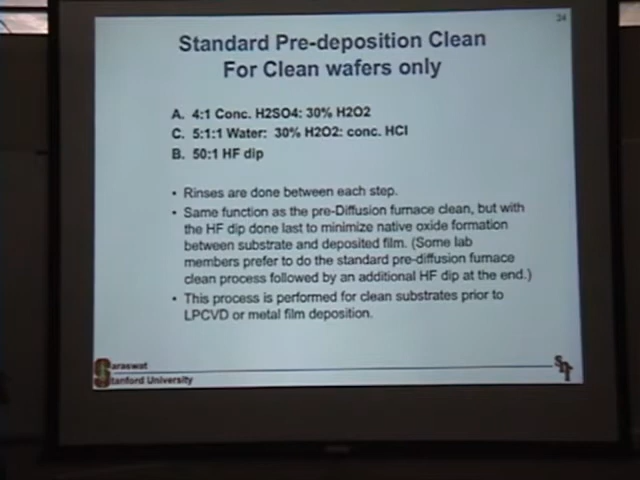 24
Standard Pre-deposition Clean
For Clean wafers only
A. 4:1 Conc. H2SO4: 30% H2O2
C. 5:1:1 Water: 30% H2O2: conc. HCl
B. 50:1 HF dip
• Rinses are done between each step.
• Same function as the pre-Diffusion furnace clean, but with
the HF dip done last to minimize native oxide formation
between substrate and deposited film. (Some lab
members prefer to do the standard pre-diffusion furnace
clean process followed by an additional HF dip at the end.)
• This process is performed for clean substrates prior to
LPCVD or metal film deposition.
Saraswat
Stanford University